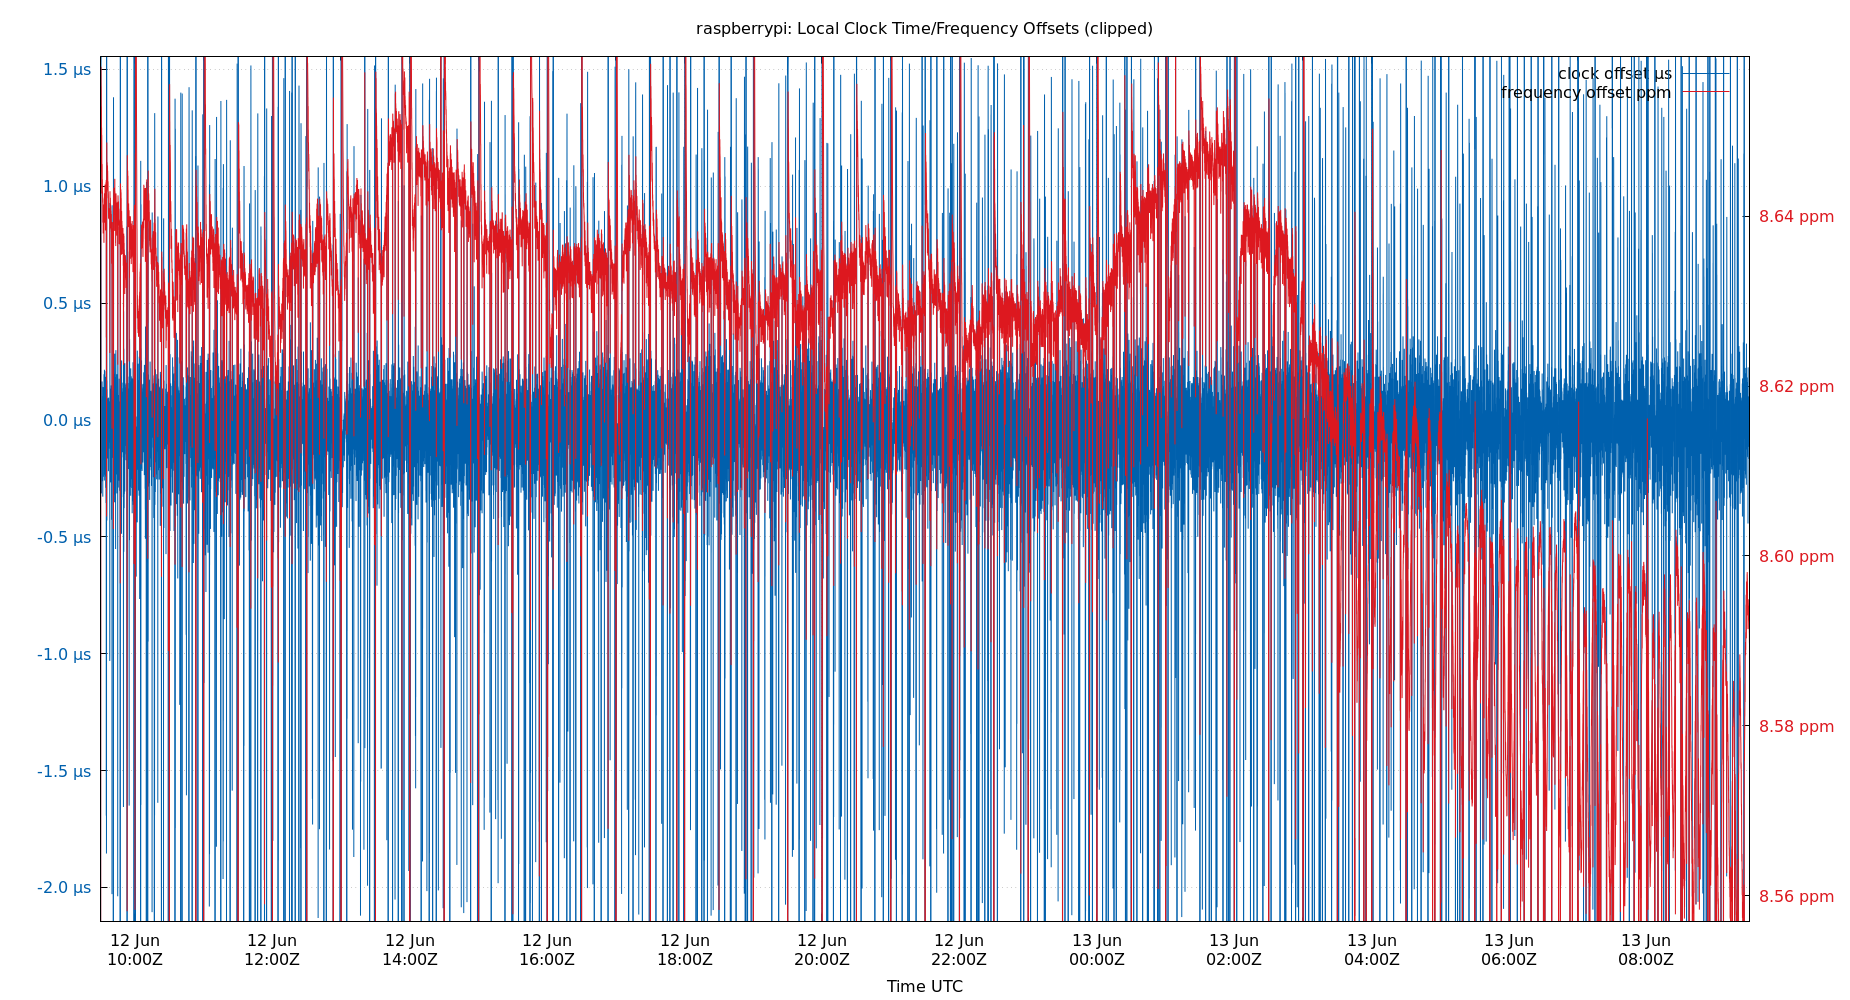 raspberrypi: Local Clock Time/Frequency Offsets (clipped)
clock offset µs
frequency offset ppm
1.5 µs
1.0 µs
0.5 µs
0.0 µs
-0.5 µs
-1.0 µs
-1.5 µs
-2.0 µs
8.64 ppm
8.62 ppm
8.60 ppm
8.58 ppm
8.56 ppm
12 Jun 12 Jun 12 Jun 12 Jun 12 Jun 12 Jun 12 Jun 13 Jun 13 Jun 13 Jun 13 Jun 13 Jun
10:00Z 12:00Z 14:00Z 16:00Z 18:00Z 20:00Z 22:00Z 00:00Z 02:00Z 04:00Z 06:00Z 08:00Z
Time UTC